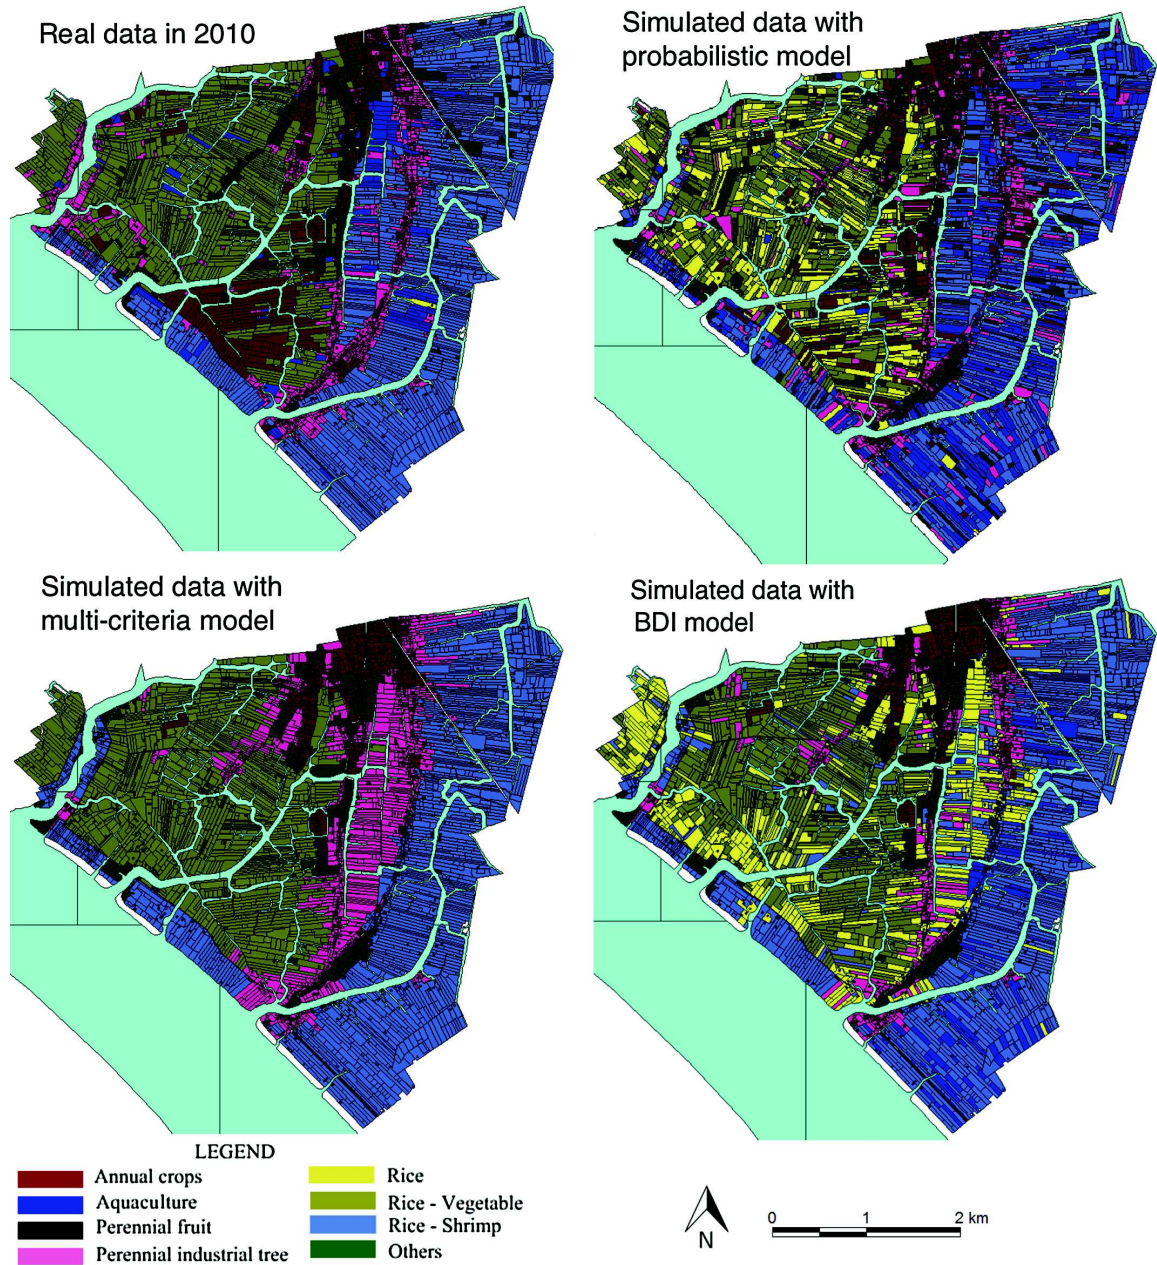 Real data in 2010
Simulated data with
probabilistic model
Simulated data with
multi-criteria model
Simulated data with
BDI model
LEGEND
Annual crops
Aquaculture
Perennial fruit
Perennial industrial tree
Rice
Rice - Vegetable
Rice - Shrimp
Others
N
0 1 2 km